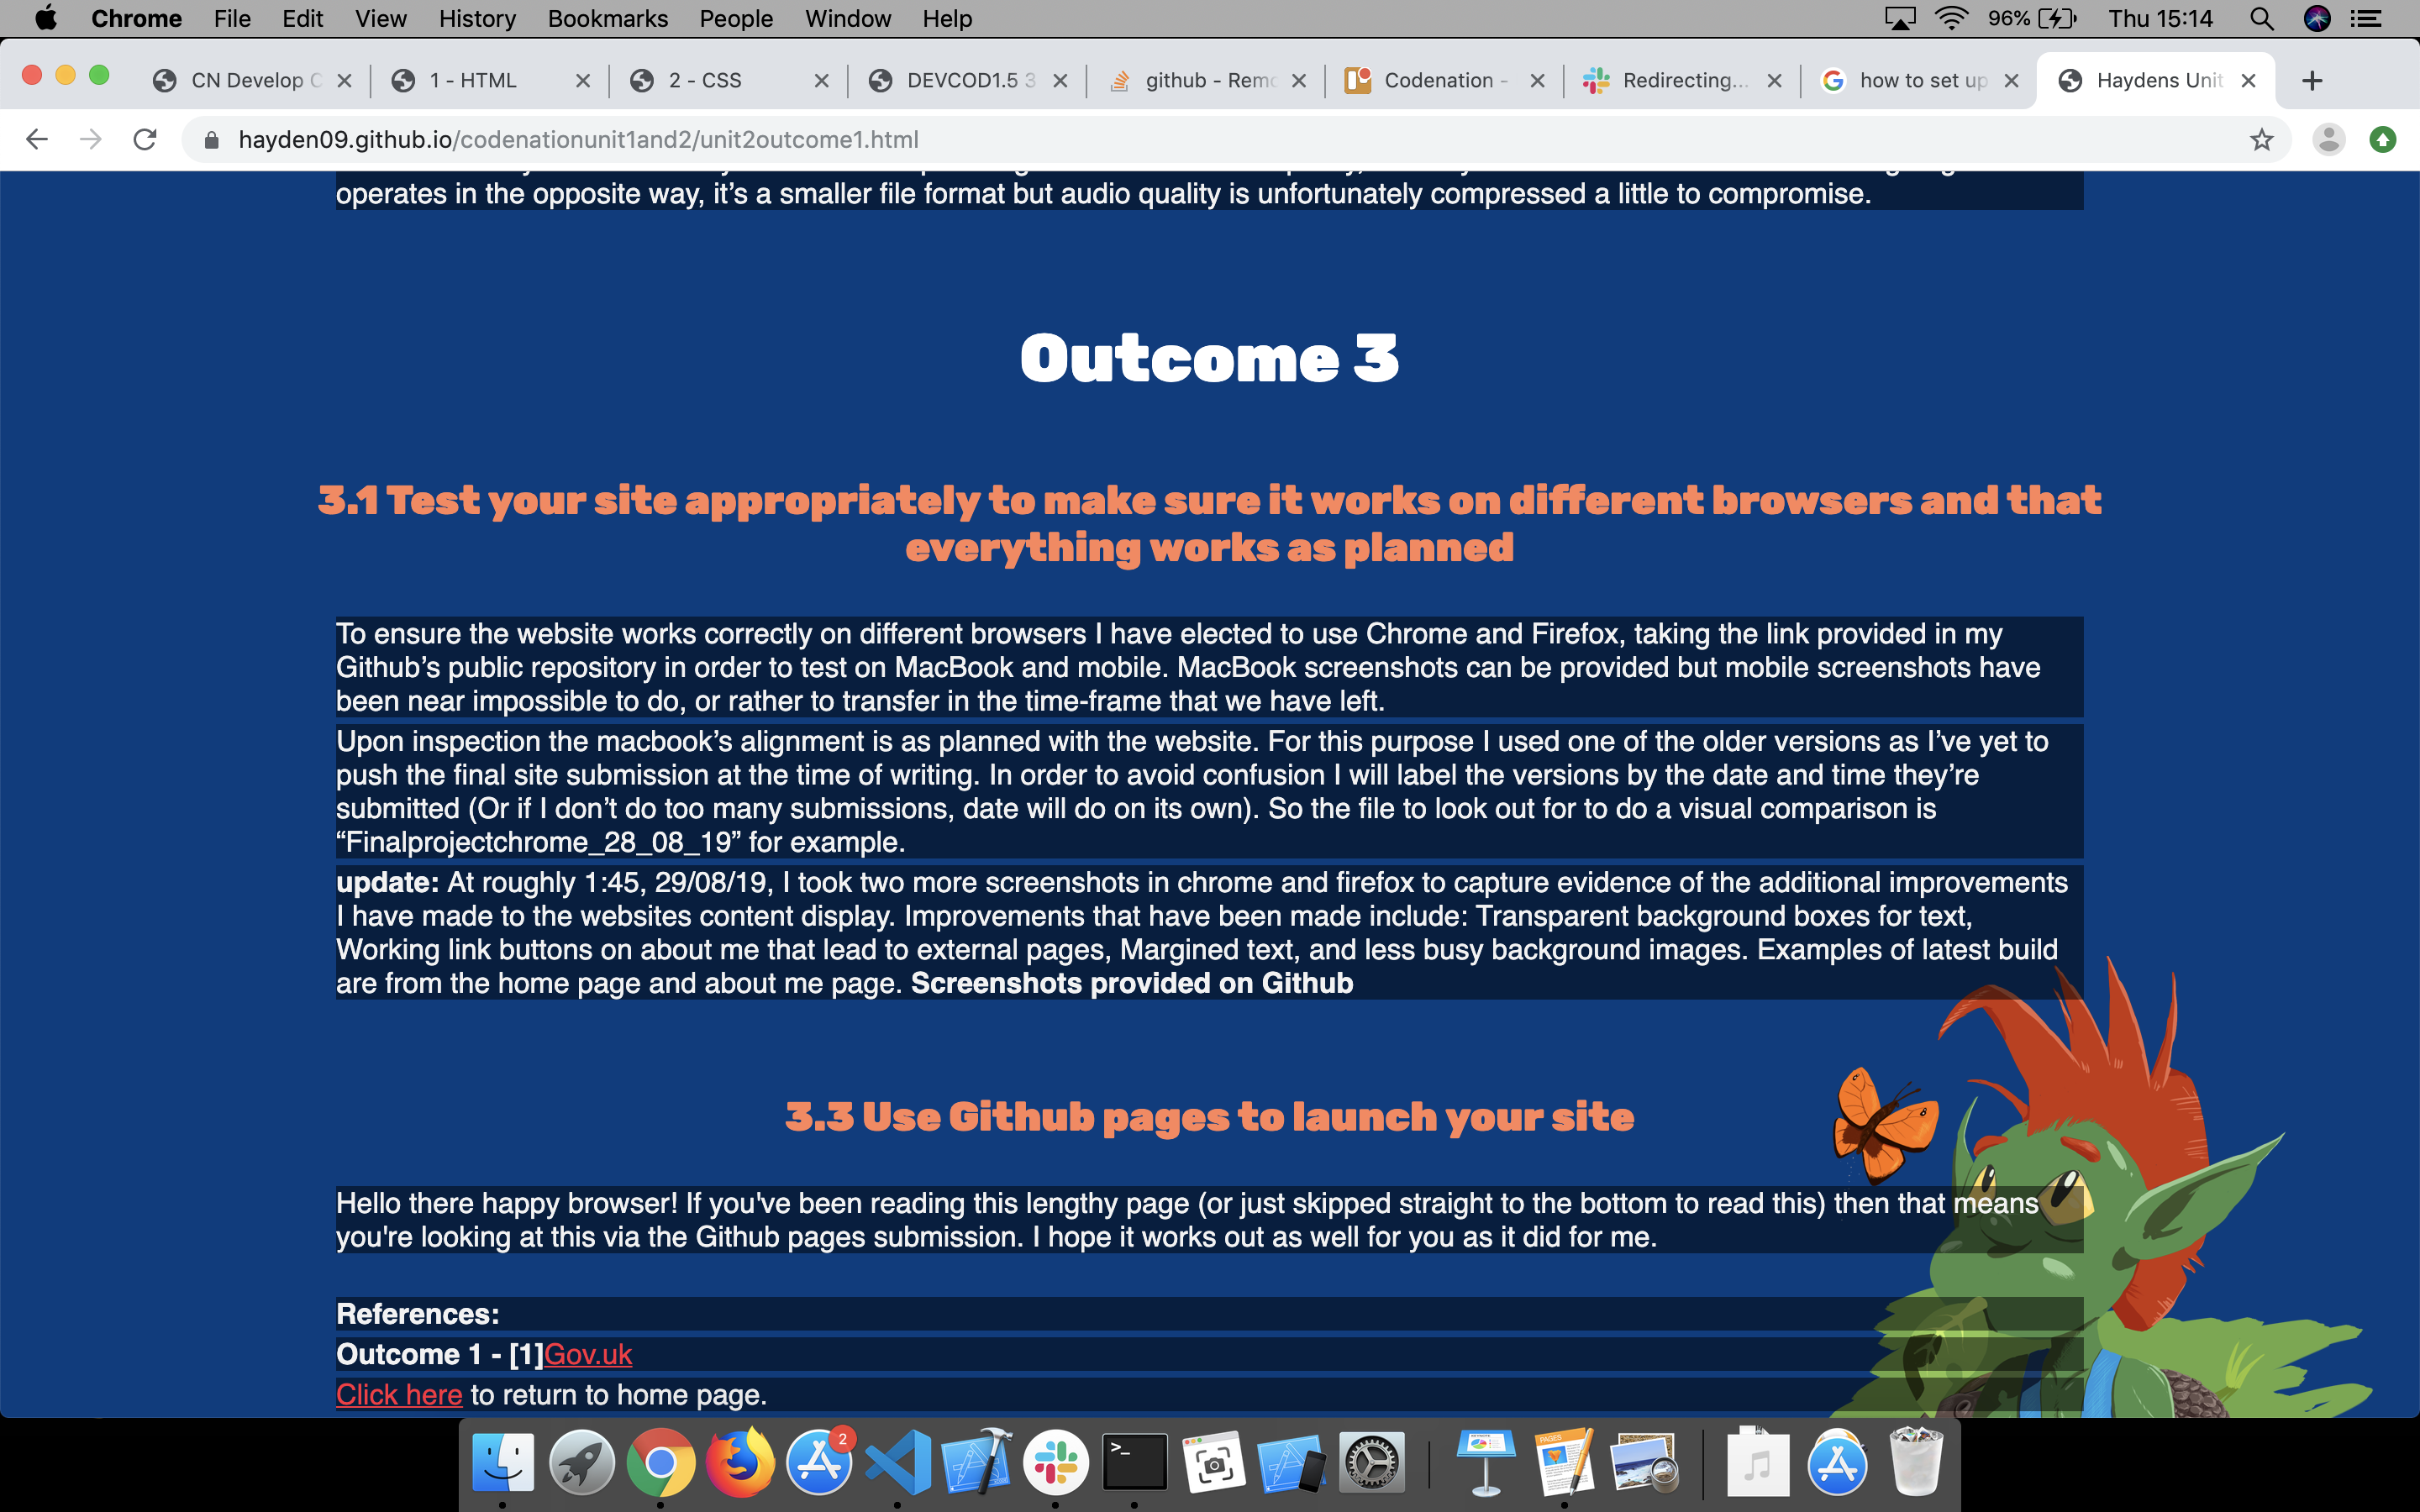 Chrome File Edit View History Bookmarks People Window Help 96% Thu 15:14
CN Develop 1 - HTML 2 - CSS DEVCOD1.5 github - Codenation - Redirecting... how to set up Haydens Unit
hayden09.github.io/codenationunit1and2/unit2outcome1.html
operates in the opposite way, it’s a smaller file format but audio quality is unfortunately compressed a little to compromise.
Outcome 3
3.1 Test your site appropriately to make sure it works on different browsers and that
everything works as planned
To ensure the website works correctly on different browsers I have elected to use Chrome and Firefox, taking the link provided in my
Github’s public repository in order to test on MacBook and mobile. MacBook screenshots can be provided but mobile screenshots have
been near impossible to do, or rather to transfer in the time-frame that we have left.
Upon inspection the macbook’s alignment is as planned with the website. For this purpose I used one of the older versions as I’ve yet to
push the final site submission at the time of writing. In order to avoid confusion I will label the versions by the date and time they’re
submitted (Or if I don’t do too many submissions, date will do on its own). So the file to look out for to do a visual comparison is
“Finalprojectchrome_28_08_19” for example.
update: At roughly 1:45, 29/08/19, I took two more screenshots in chrome and firefox to capture evidence of the additional improvements
I have made to the websites content display. Improvements that have been made include: Transparent background boxes for text,
Working link buttons on about me that lead to external pages, Margined text, and less busy background images. Examples of latest build
are from the home page and about me page. Screenshots provided on Github
3.3 Use Github pages to launch your site
Hello there happy browser! If you've been reading this lengthy page (or just skipped straight to the bottom to read this) then that means
you're looking at this via the Github pages submission. I hope it works out as well for you as it did for me.
References:
Outcome 1 - [1]Gov.uk
Click here to return to home page.
2
>_
PAGES